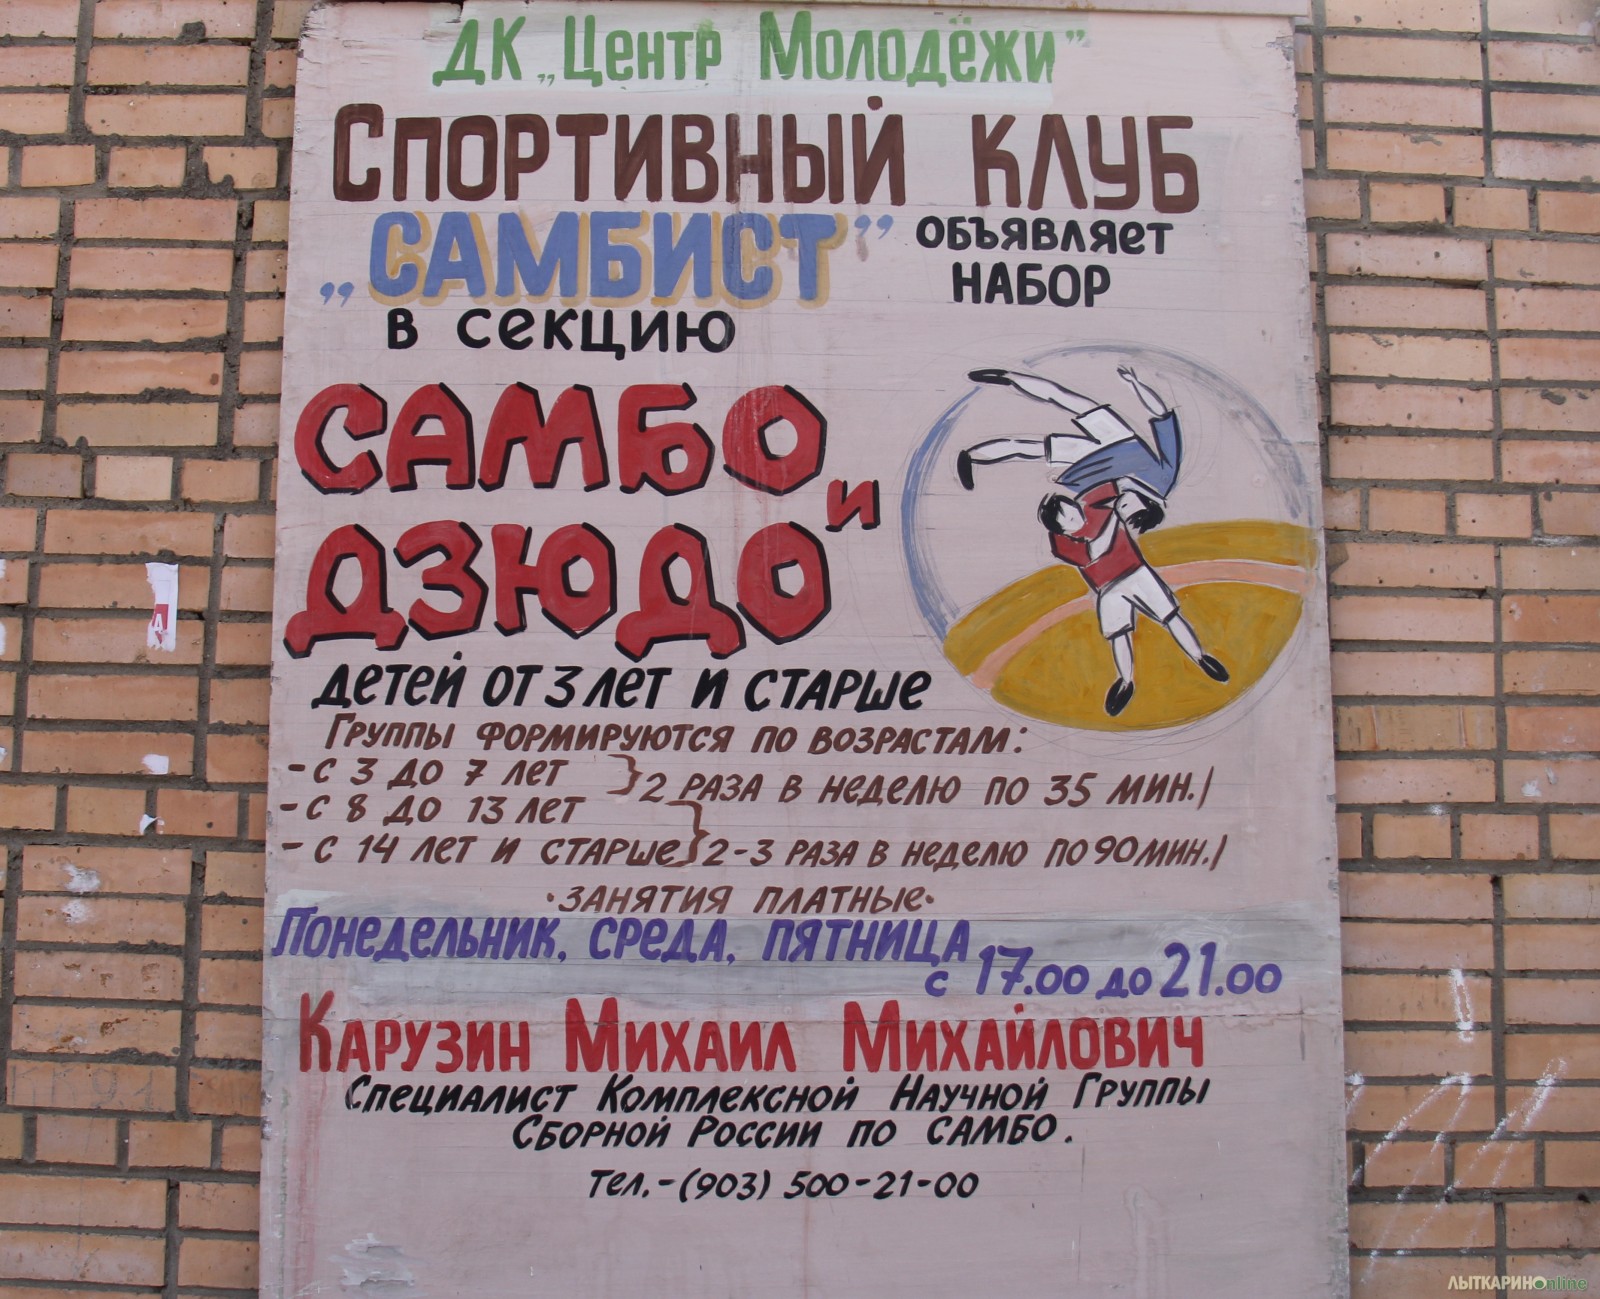 ДК „Центр Молодёжи”
Спортивный клуб
„САМБИСТ” объявляет
НАБОР
в секцию
САМБО и
ДЗЮДО
детей от 3 лет и старше
Группы формируются по возрастам:
- с 3 до 7 лет } 2 раза в неделю по 35 мин./
- с 8 до 13 лет
- с 14 лет и старше } 2-3 раза в неделю по 90 мин./
·занятия платные·
Понедельник, среда, пятница
с 17.00 до 21.00
Карузин Михаил Михайлович
Специалист Комплексной Научной Группы
Сборной России по САМБО.
Тел.-(903) 500-21-00
ЛЫТКАРИНОonline